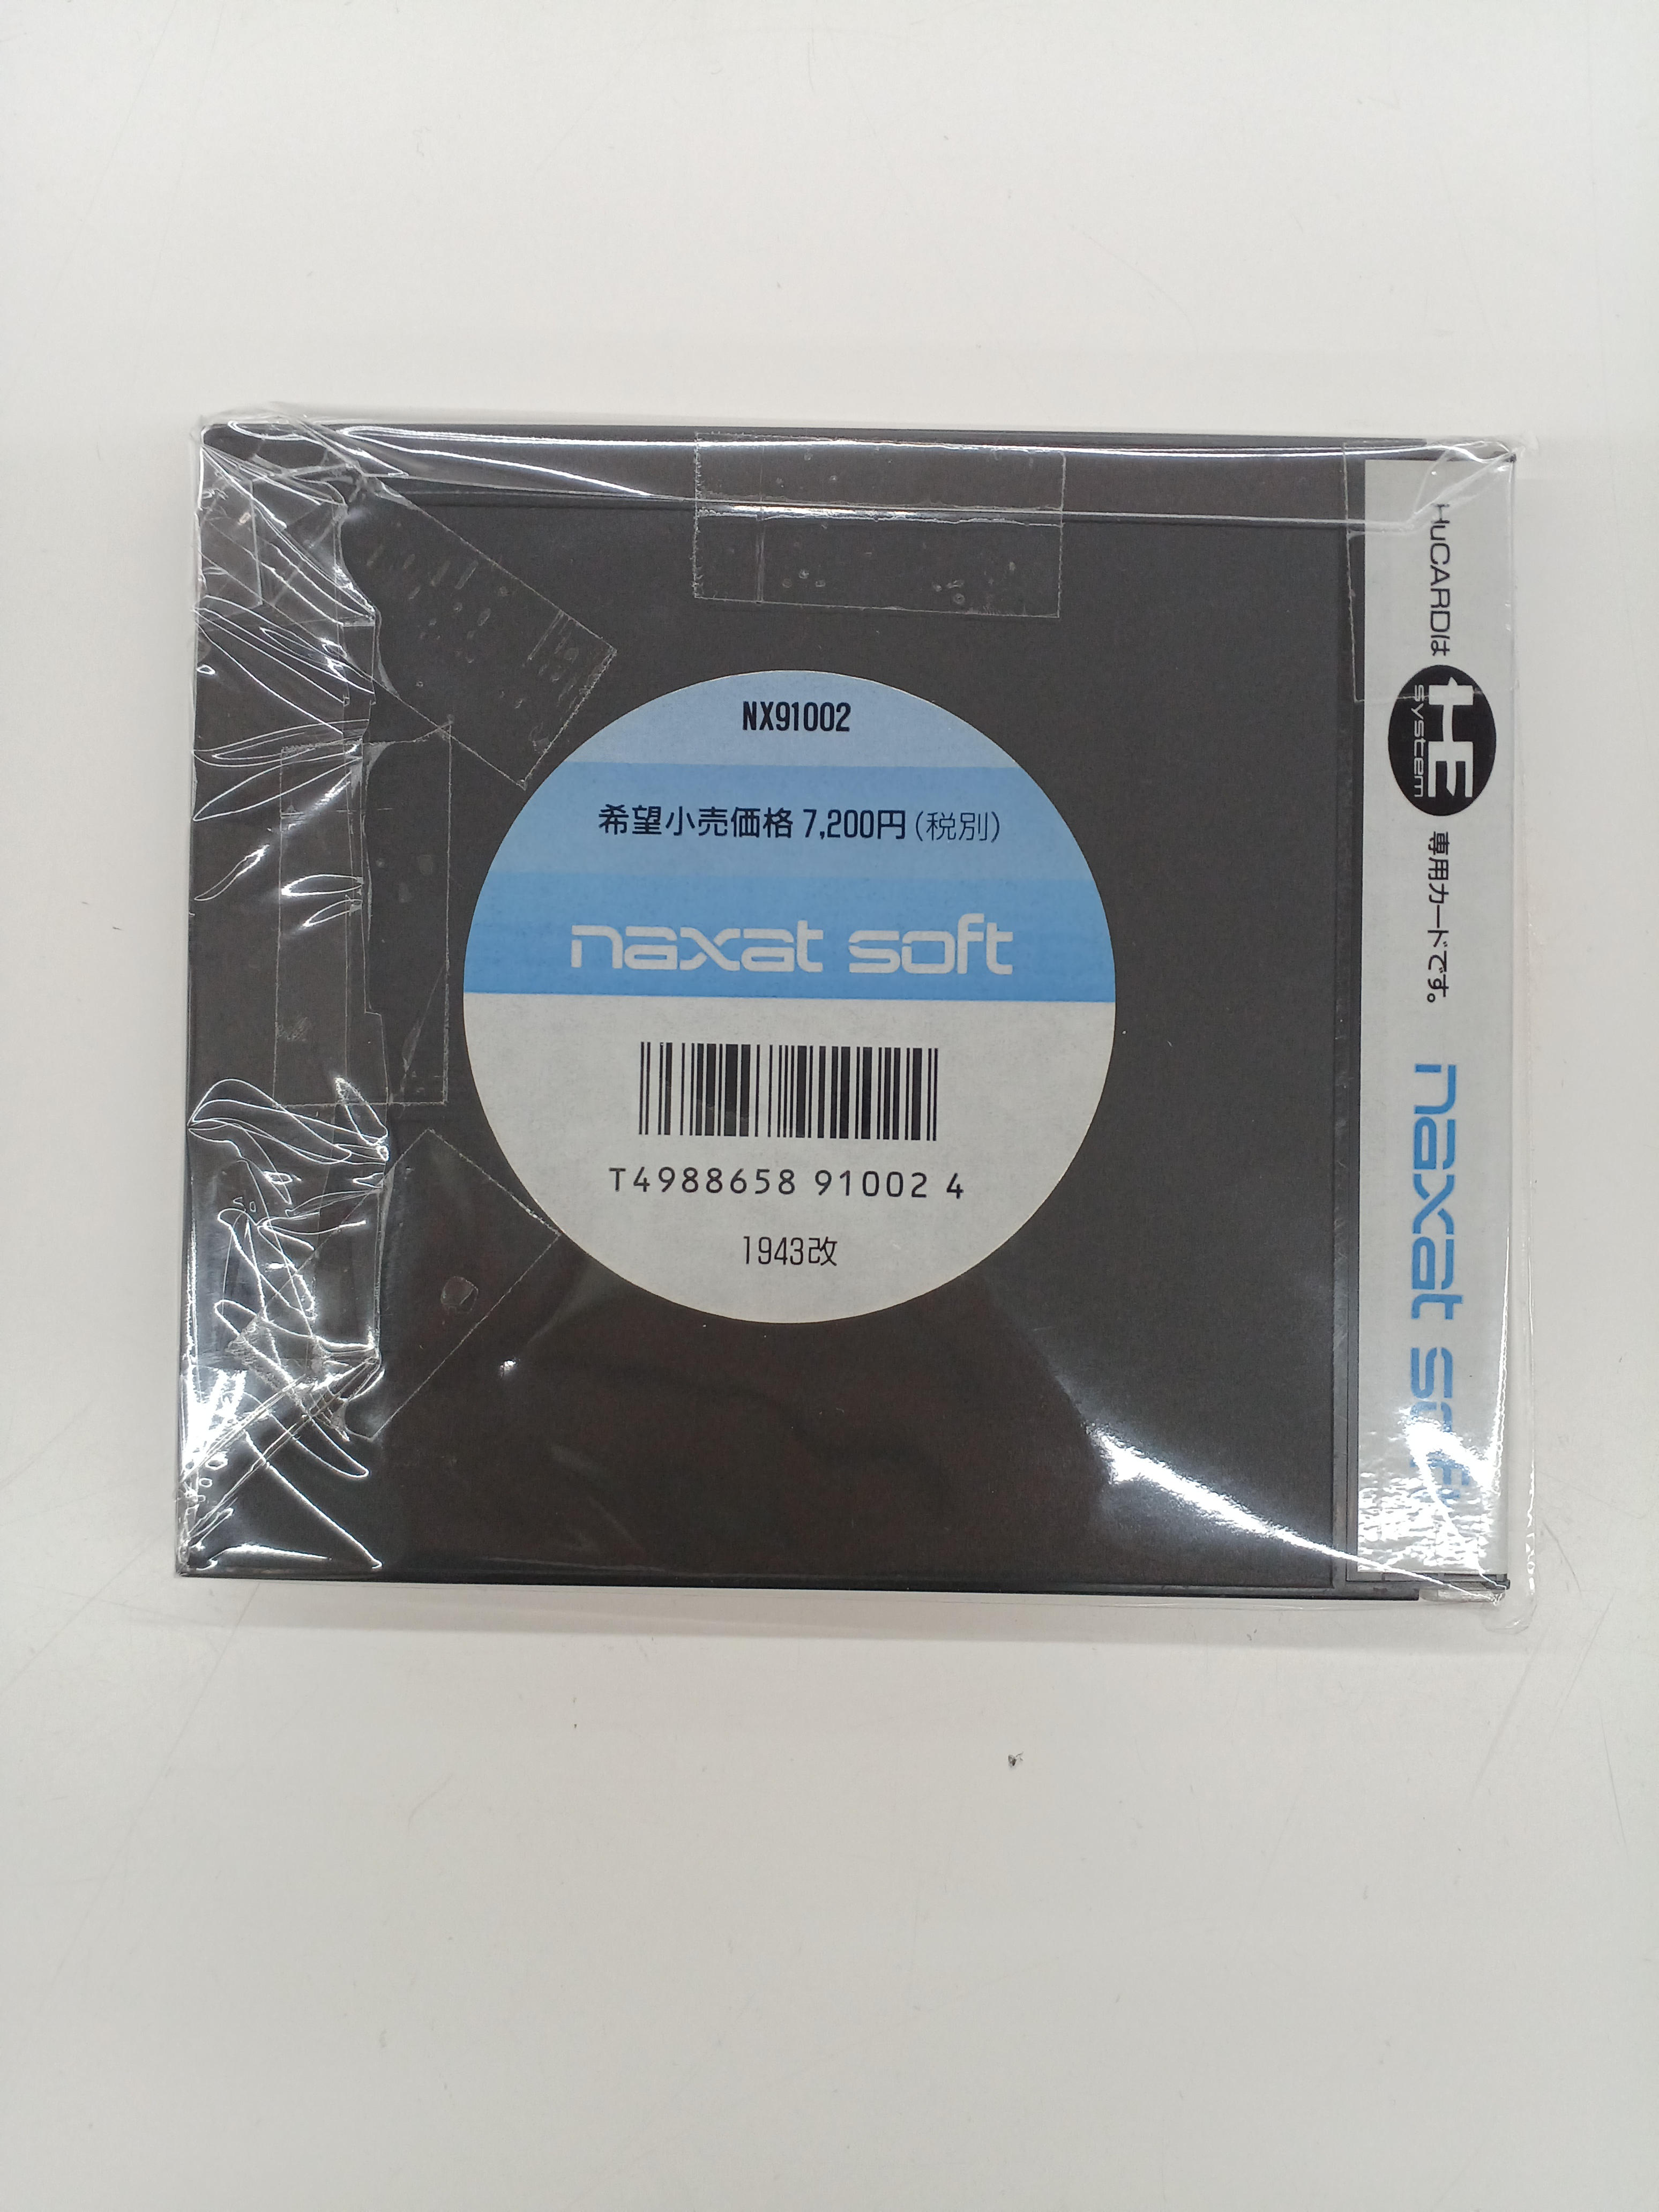 NX91002
希望小売価格 7,200円(税別)
naxat soft
T4988658 91002 4
1943改
HuCARDは HE system 専用カードです。 naxat soft